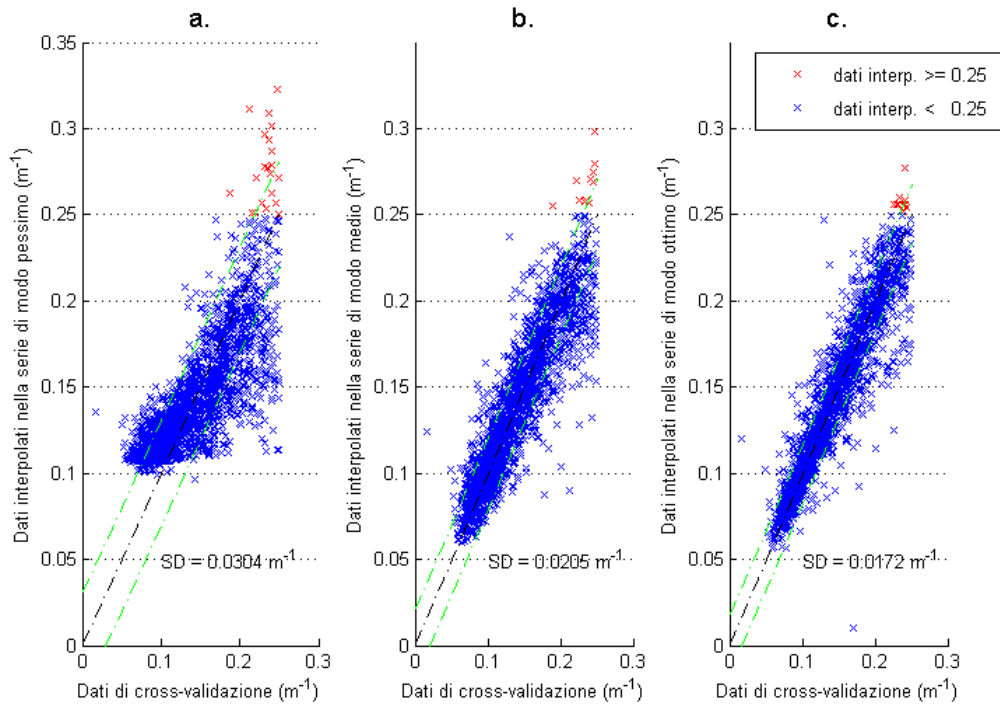 a.
b.
c.
dati interp. >= 0.25
dati interp. < 0.25
Dati interpolati nella serie di modo pessimo (m-1)
0.35
0.3
0.25
0.2
0.15
0.1
0.05
0
SD = 0.0304 m-1
0
0.1
0.2
0.3
Dati di cross-validazione (m-1)
Dati interpolati nella serie di modo medio (m-1)
0.3
0.25
0.2
0.15
0.1
0.05
0
SD = 0.0205 m-1
0
0.1
0.2
0.3
Dati di cross-validazione (m-1)
Dati interpolati nella serie di modo ottimo (m-1)
0.3
0.25
0.2
0.15
0.1
0.05
0
SD = 0.0172 m-1
0
0.1
0.2
0.3
Dati di cross-validazione (m-1)